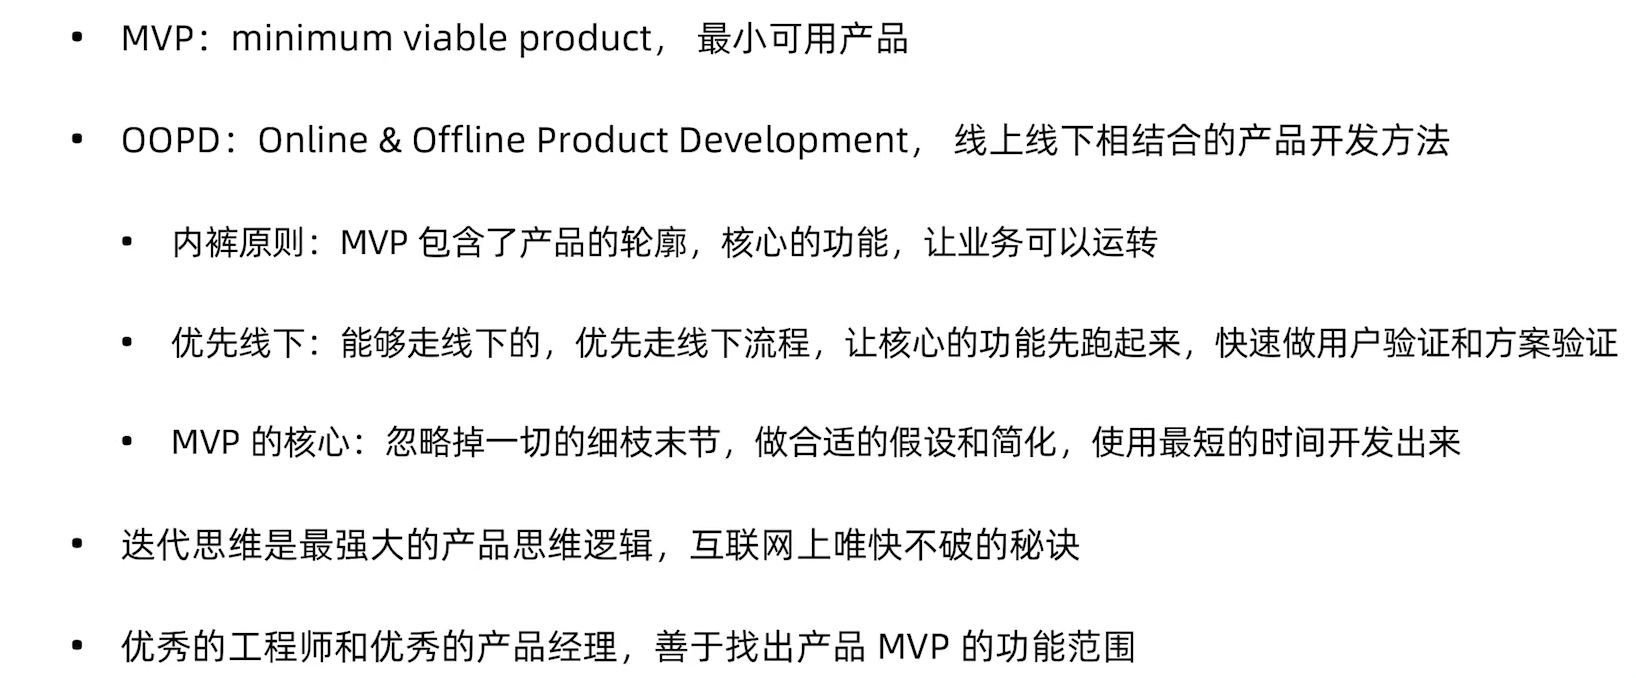 • MVP：minimum viable product， 最小可用产品
• OOPD：Online & Offline Product Development， 线上线下相结合的产品开发方法
• 内裤原则：MVP 包含了产品的轮廓，核心的功能，让业务可以运转
• 优先线下：能够走线下的，优先走线下流程，让核心的功能先跑起来，快速做用户验证和方案验证
• MVP 的核心：忽略掉一切的细枝末节，做合适的假设和简化，使用最短的时间开发出来
• 迭代思维是最强大的产品思维逻辑，互联网上唯快不破的秘诀
• 优秀的工程师和优秀的产品经理，善于找出产品 MVP 的功能范围